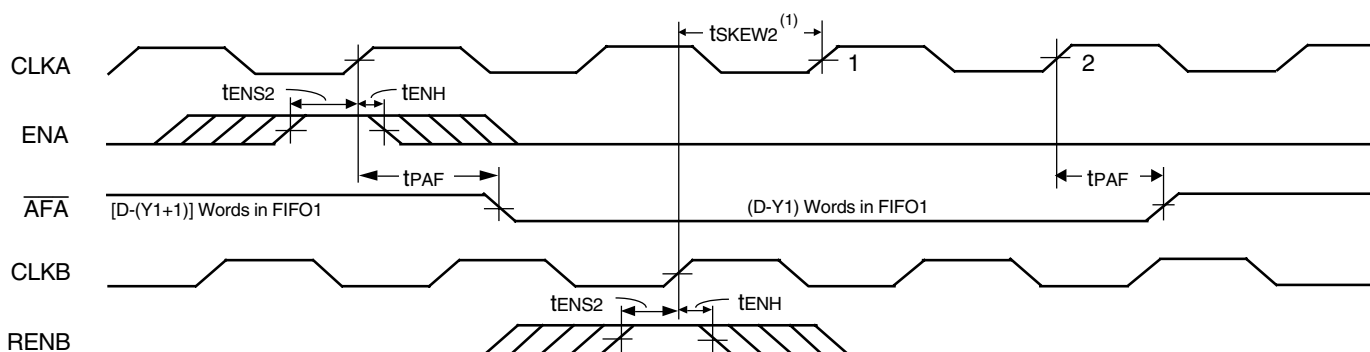 tSKEW2 (1)
CLKA 1 2
tENS2 tENH
ENA
tPAF tPAF
AFA [D-(Y1+1)] Words in FIFO1 (D-Y1) Words in FIFO1
CLKB
tENS2 tENH
RENB